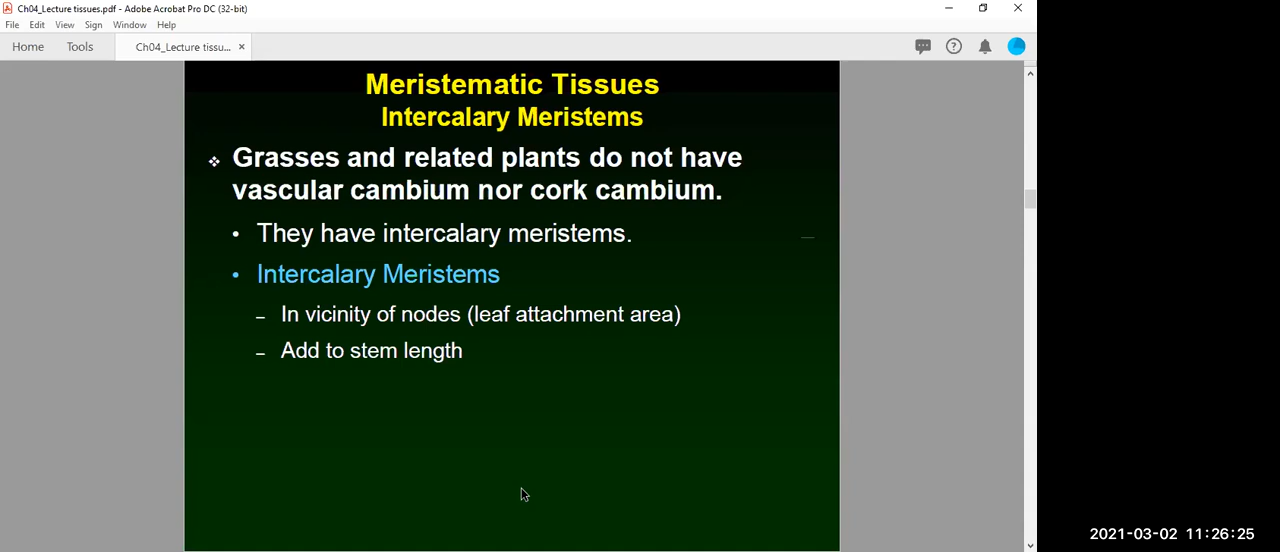 Ch04_Lecture tissues.pdf - Adobe Acrobat Pro DC (32-bit)
File Edit View Sign Window Help
Home Tools Ch04_Lecture tissu... ×
Meristematic Tissues
Intercalary Meristems
❖ Grasses and related plants do not have
vascular cambium nor cork cambium.
• They have intercalary meristems.
• Intercalary Meristems
– In vicinity of nodes (leaf attachment area)
– Add to stem length
2021-03-02 11:26:25